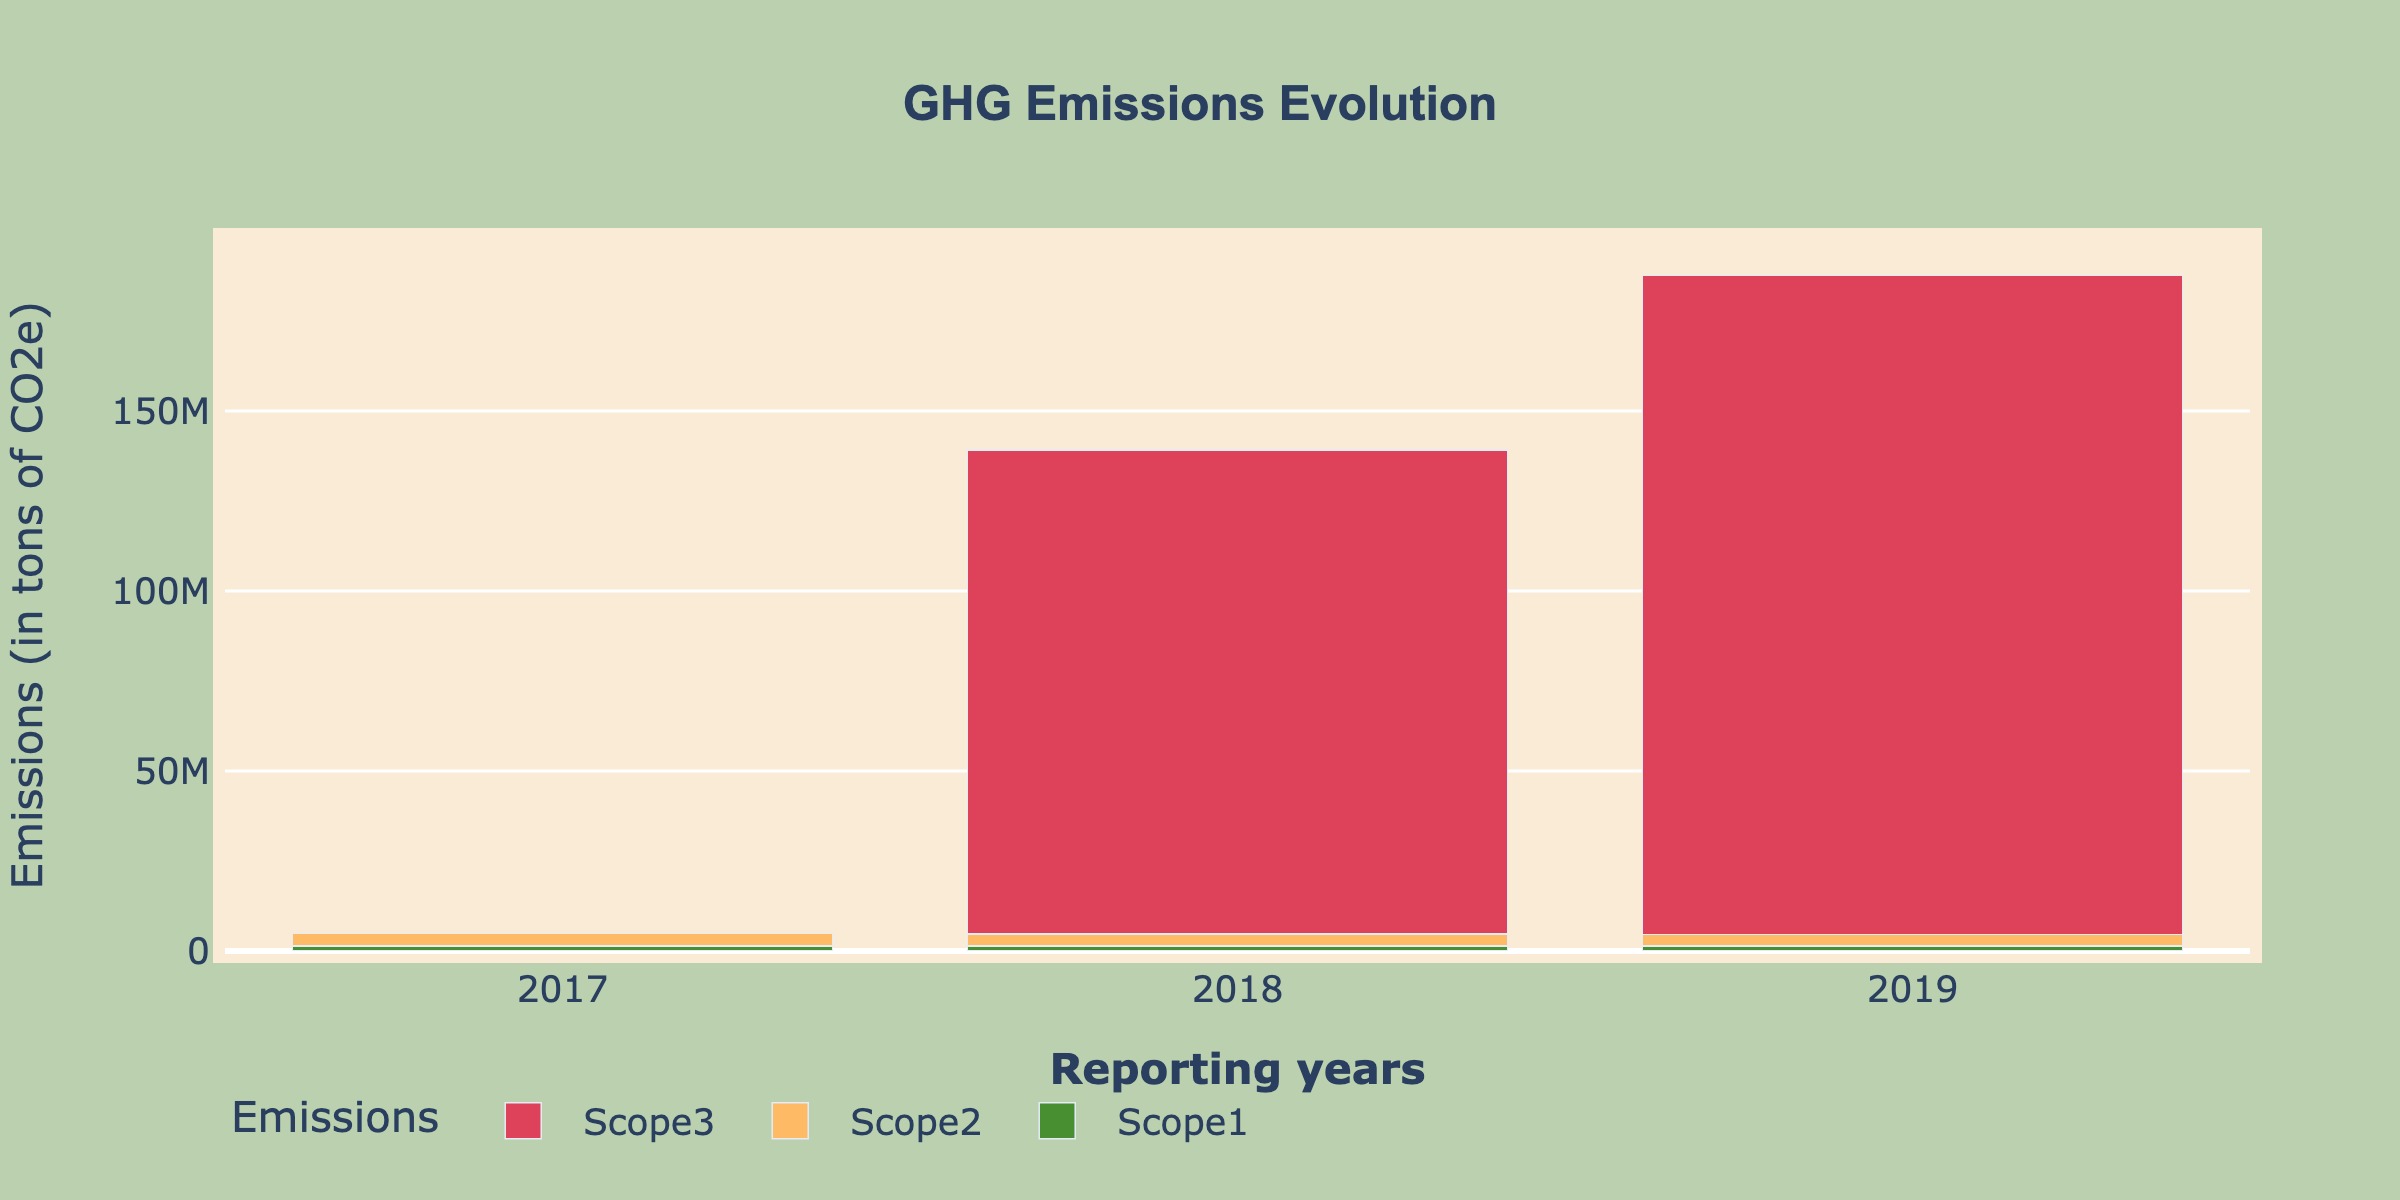 GHG Emissions Evolution
Emissions (in tons of CO2e)
150M
100M
50M
0
2017 2018 2019
Reporting years
Emissions Scope3 Scope2 Scope1